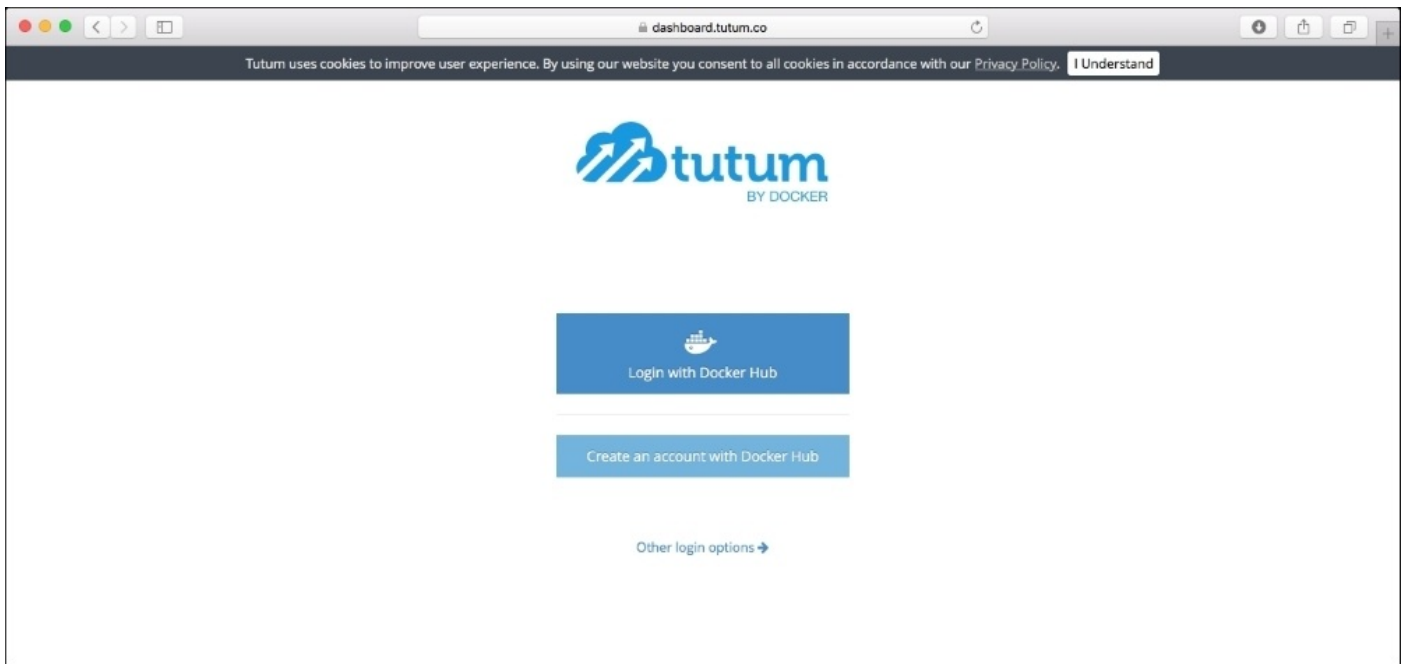 dashboard.tutum.co
Tutum uses cookies to improve user experience. By using our website you consent to all cookies in accordance with our Privacy Policy. I Understand
tutum
BY DOCKER
Login with Docker Hub
Create an account with Docker Hub
Other login options